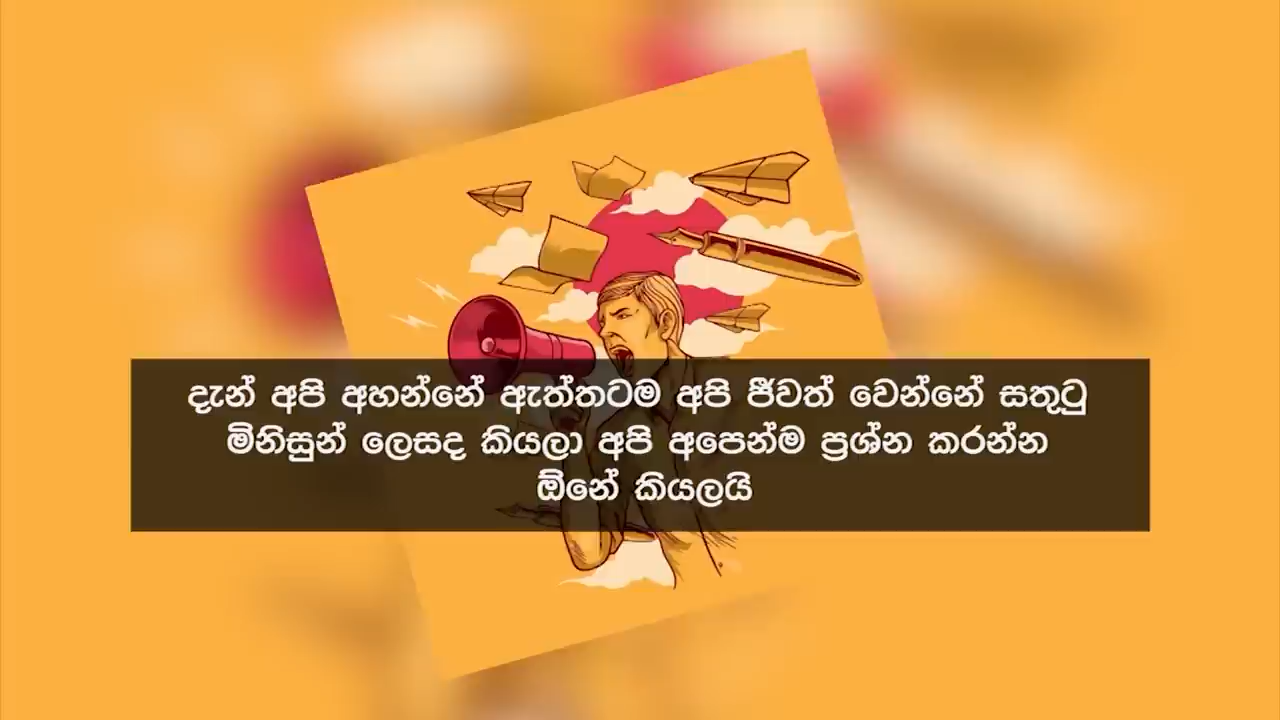 දැන් අපි අහන්නේ ඇත්තටම අපි ජීවත් වෙන්නේ සතුටු
මිනිසුන් ලෙසද කියලා අපි අපෙන්ම ප්‍රශ්න කරන්න
ඕනේ කියලයි